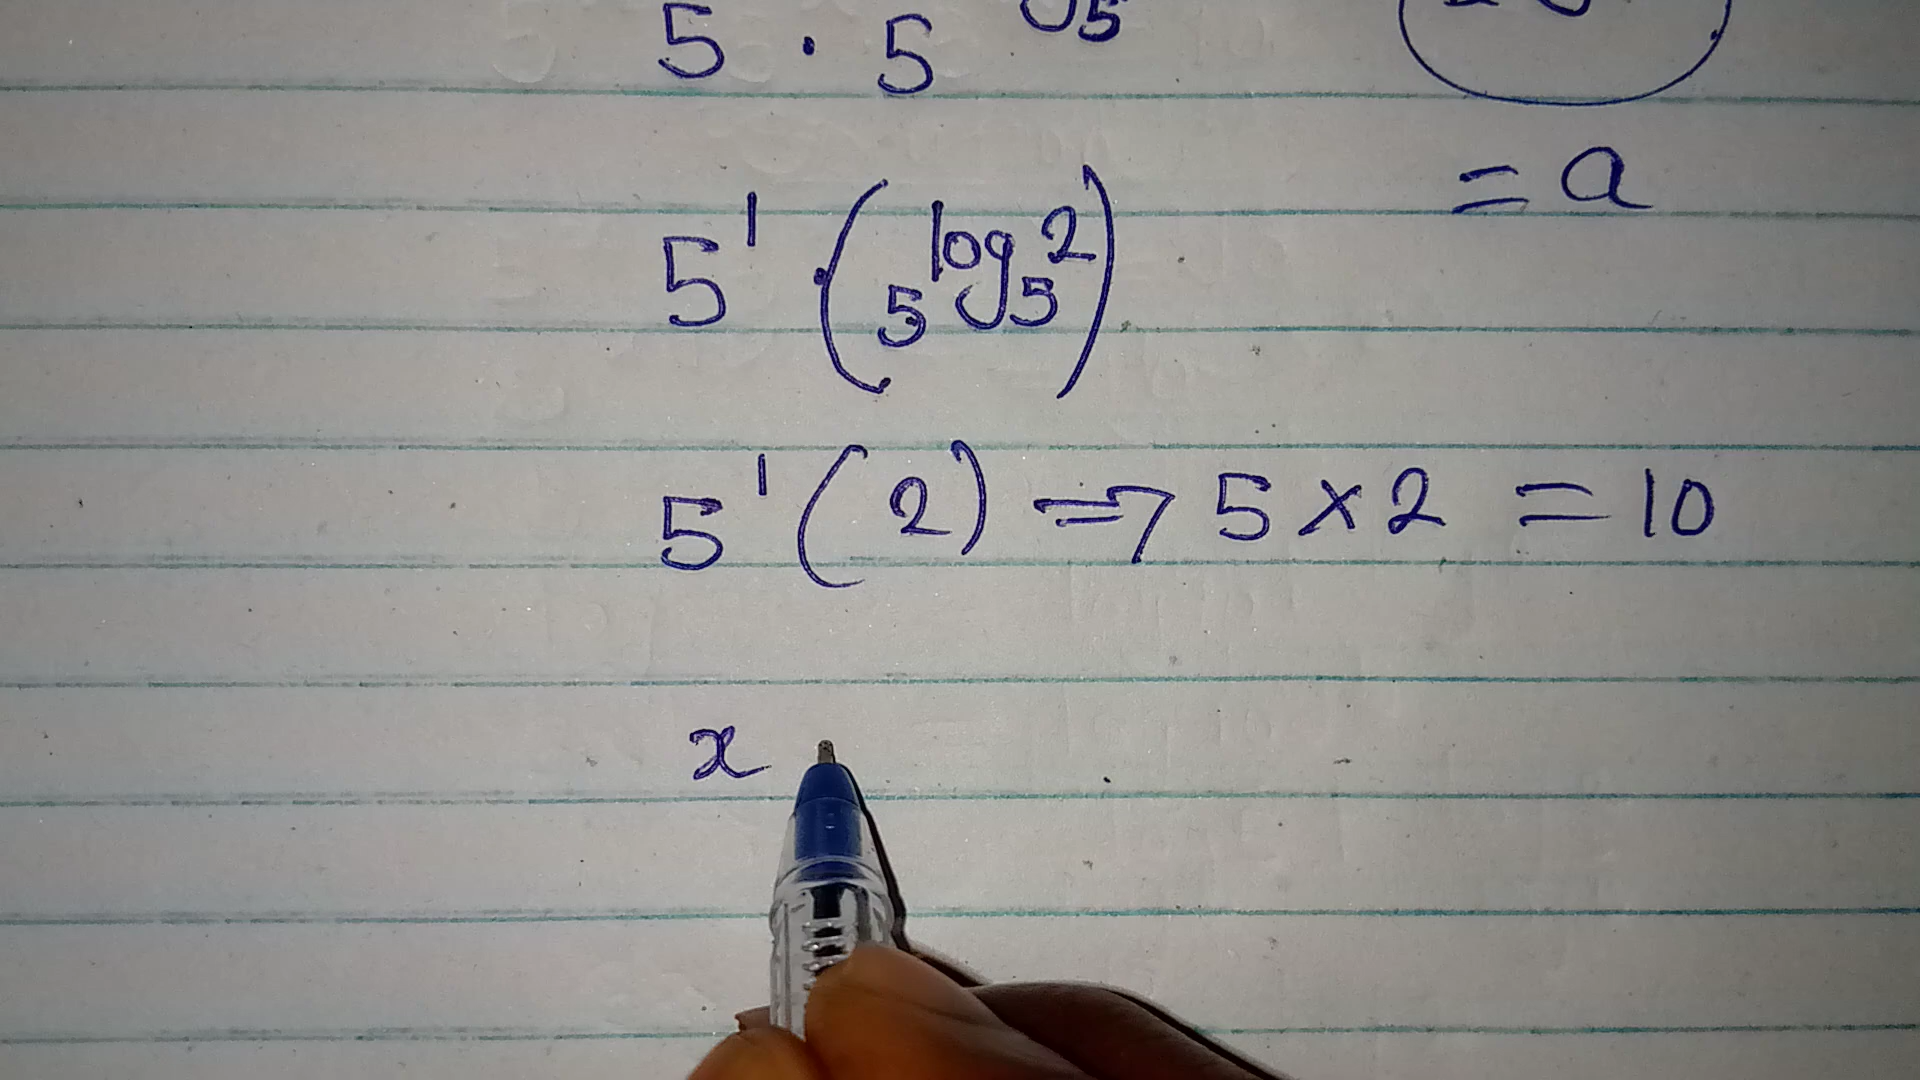 5 · 5
= a
5¹ · (5^log₅2)
5¹(2) ⇒ 5 × 2 = 10
x